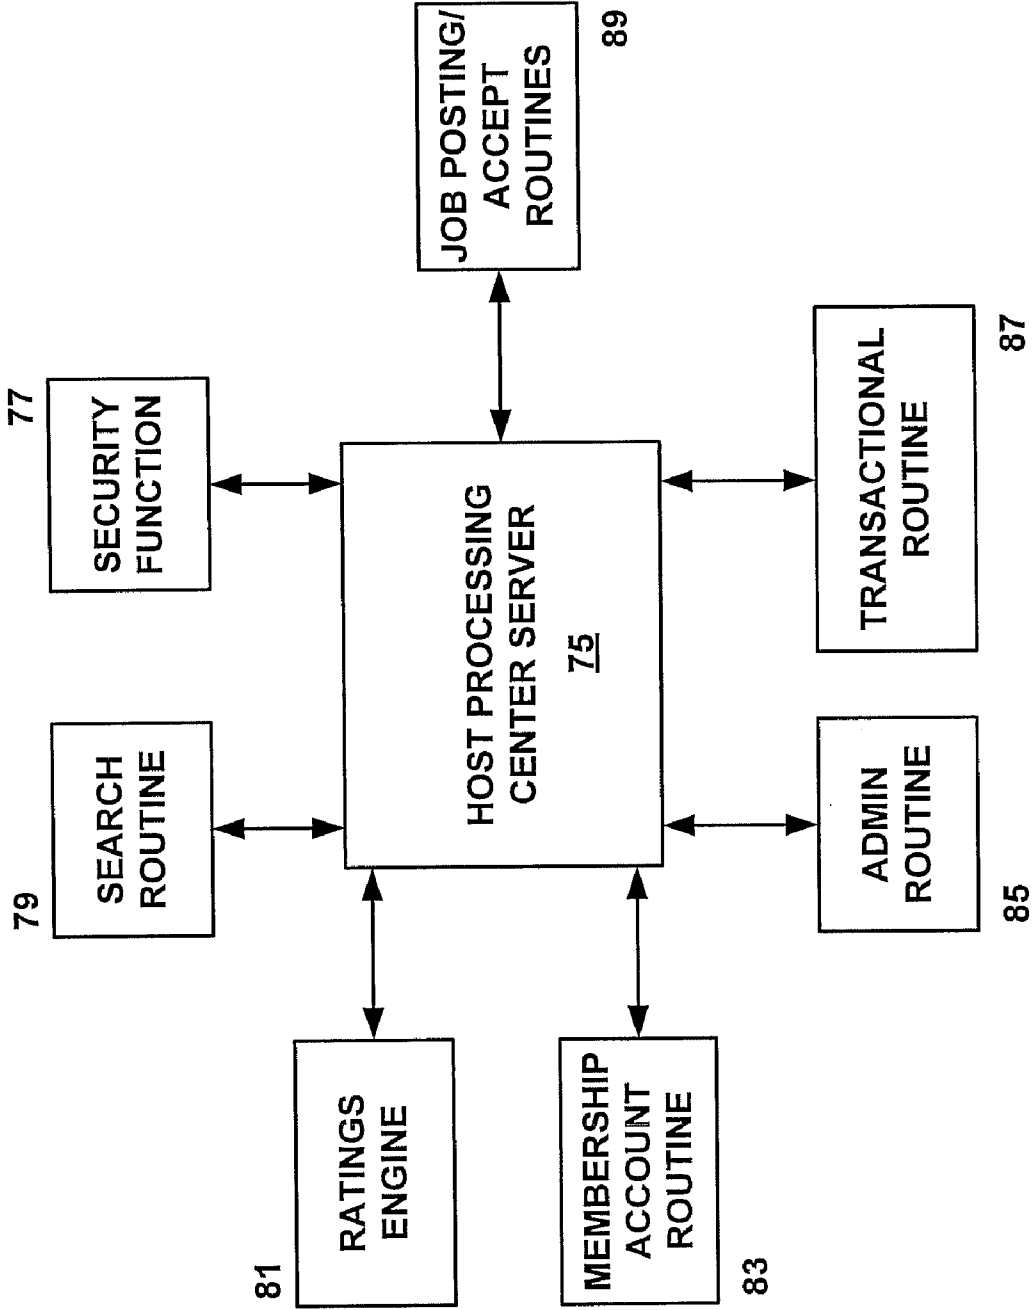 81
RATINGS
ENGINE
MEMBERSHIP
ACCOUNT
ROUTINE
83
79
SEARCH
ROUTINE
HOST PROCESSING
CENTER SERVER
75
ADMIN
ROUTINE
85
77
SECURITY
FUNCTION
TRANSACTIONAL
ROUTINE
87
JOB POSTING/
ACCEPT
ROUTINES
89